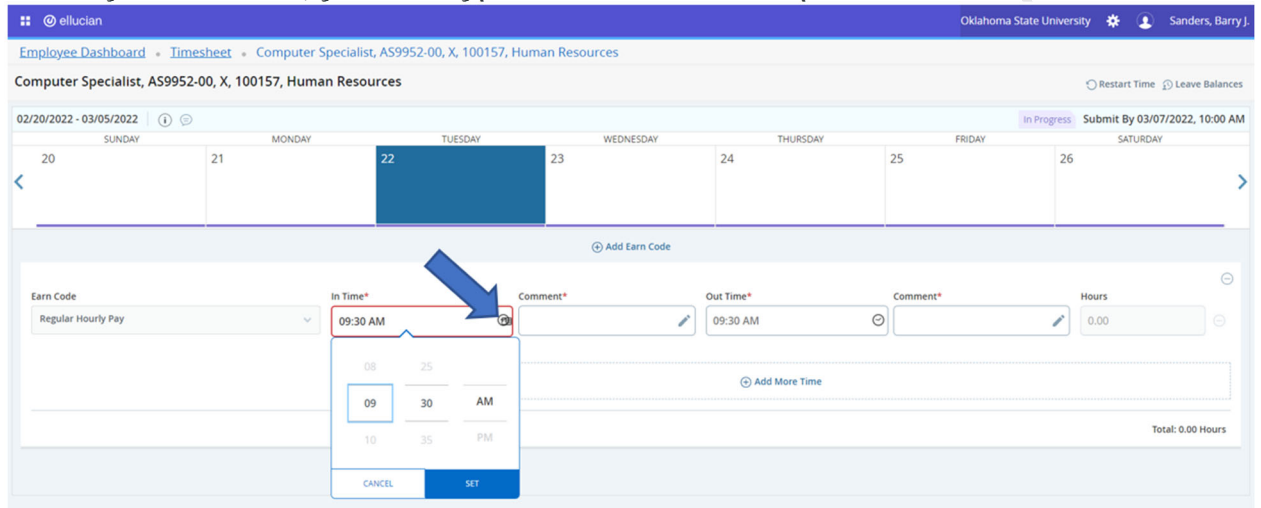 ellucian Oklahoma State University Sanders, Barry J.
Employee Dashboard • Timesheet • Computer Specialist, AS9952-00, X, 100157, Human Resources
Computer Specialist, AS9952-00, X, 100157, Human Resources Restart Time Leave Balances
02/20/2022 - 03/05/2022 In Progress Submit By 03/07/2022, 10:00 AM
SUNDAY MONDAY TUESDAY WEDNESDAY THURSDAY FRIDAY SATURDAY
20 21 22 23 24 25 26
Add Earn Code
Earn Code In Time* Comment* Out Time* Comment* Hours
Regular Hourly Pay 09:30 AM 09:30 AM 0.00
08 25
Add More Time
09 30 AM
10 35 PM
Total: 0.00 Hours
CANCEL SET